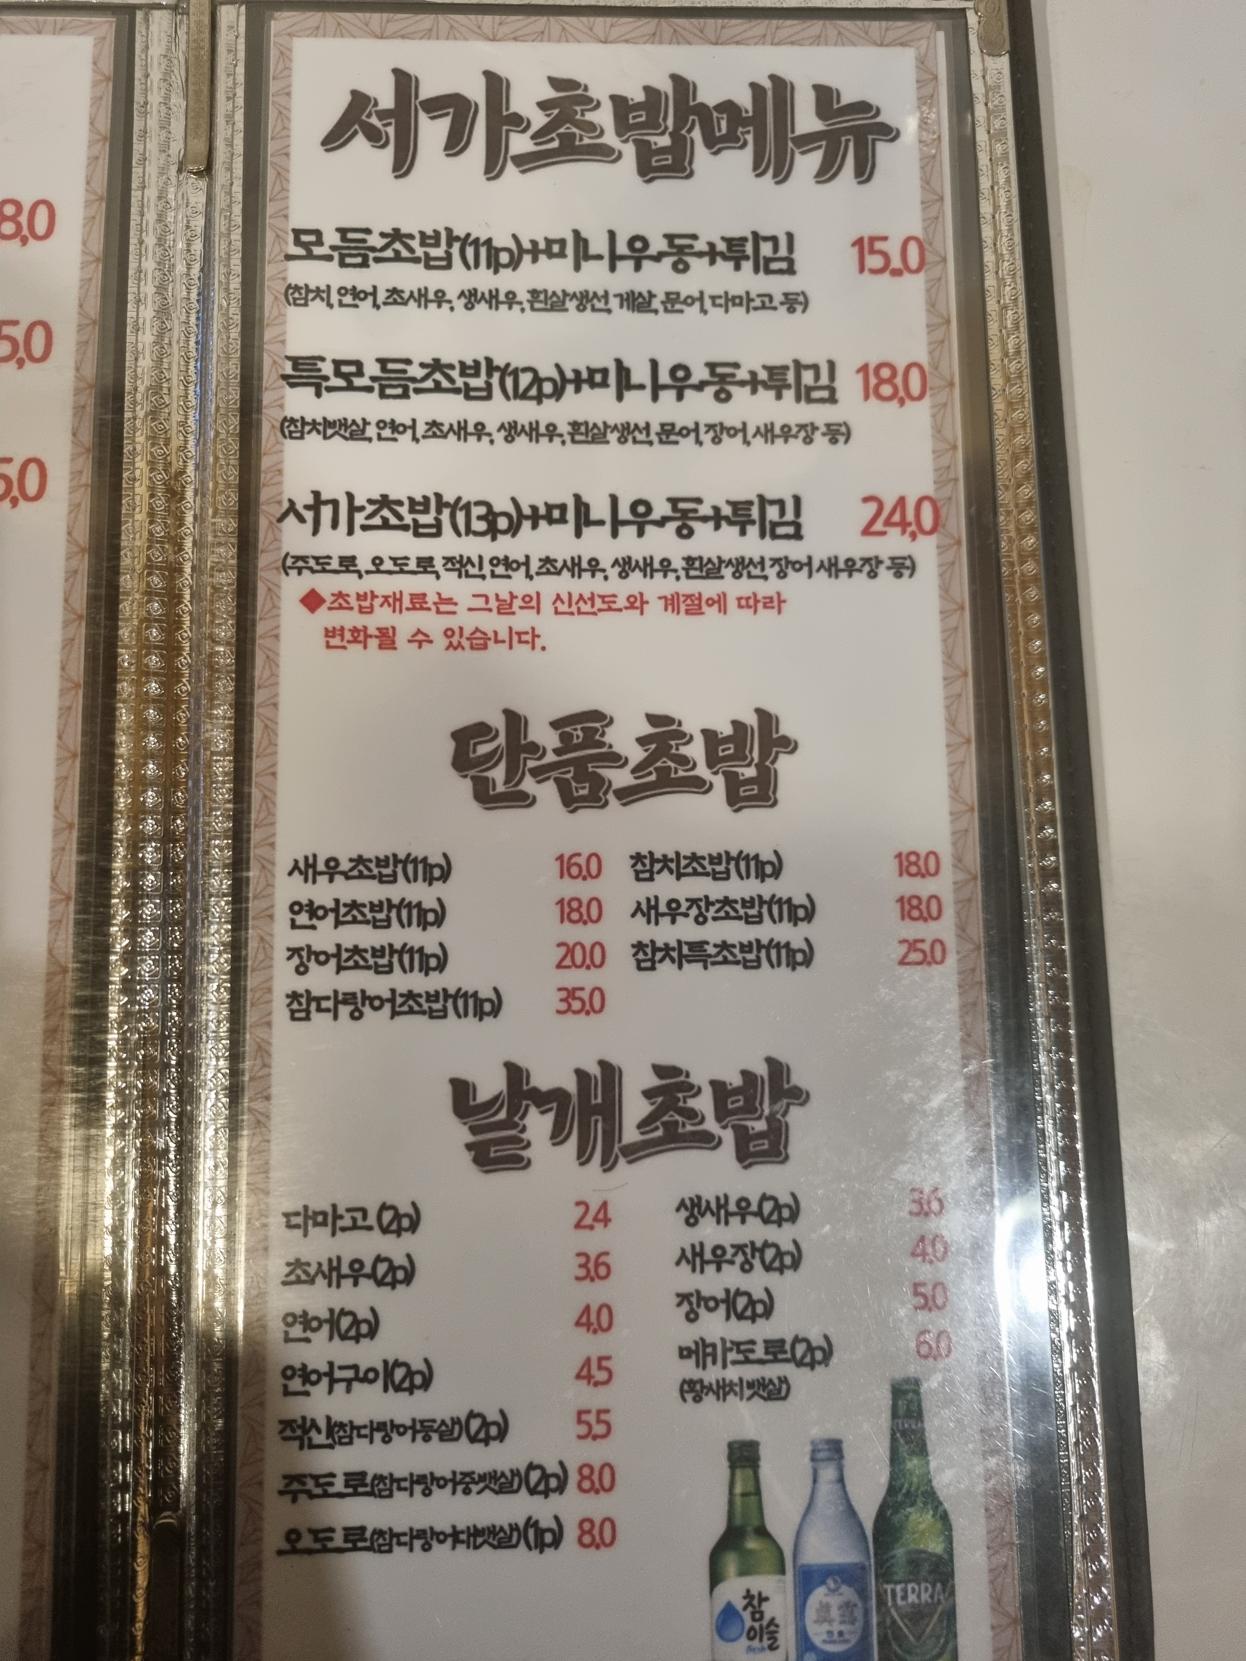 8,0
5,0
5,0
서가초밥메뉴
모듬초밥(11p)+미니우동+튀김 15,0
(참치, 연어, 초새우, 생새우, 흰살생선, 게살, 문어, 다마고 등)
특모듬초밥(12p)+미니우동+튀김 18,0
(참치뱃살, 연어, 초새우, 생새우, 흰살생선, 문어, 장어, 새우장 등)
서가초밥(13p)+미니우동+튀김 24,0
(주도로, 오도로, 적신, 연어, 초새우, 생새우, 흰살생선, 장어 새우장 등)
◆초밥재료는 그날의 신선도와 계절에 따라
변화될 수 있습니다.
단품초밥
새우초밥(11p) 16,0 참치초밥(11p) 18,0
연어초밥(11p) 18,0 새우장초밥(11p) 18,0
장어초밥(11p) 20,0 참치특초밥(11p) 25,0
참다랑어초밥(11p) 35,0
낱개초밥
다마고(2p) 2,4
초새우(2p) 3,6
연어(2p) 4,0
연어구이(2p) 4,5
적신(참다랑어등살)(2p) 5,5
주도로(참다랑어중뱃살)(2p) 8,0
오도로(참다랑어대뱃살)(1p) 8,0
생새우(2p) 3,6
새우장(2p) 4,0
장어(2p) 5,0
메카도로(2p) 6,0
(황새치뱃살)
참이슬
fresh
眞露
TERRA
TERRA